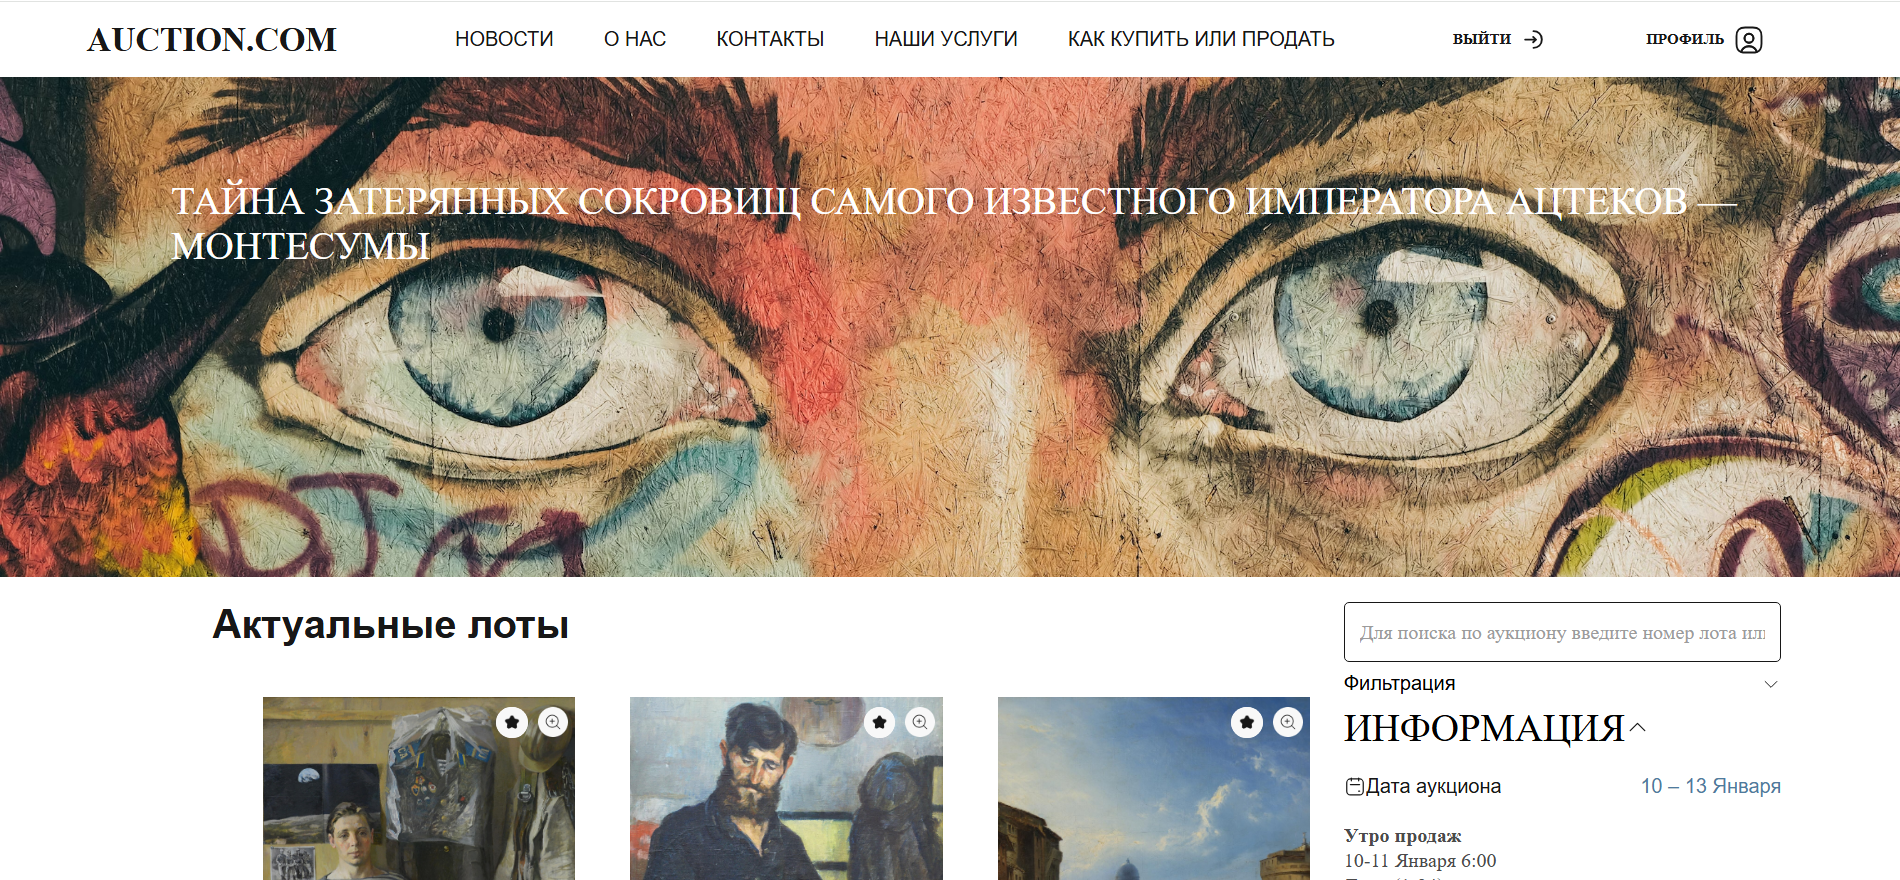 AUCTION.COM
НОВОСТИ
О НАС
КОНТАКТЫ
НАШИ УСЛУГИ
КАК КУПИТЬ ИЛИ ПРОДАТЬ
ВЫЙТИ
ПРОФИЛЬ
ТАЙНА ЗАТЕРЯННЫХ СОКРОВИЩ САМОГО ИЗВЕСТНОГО ИМПЕРАТОРА АЦТЕКОВ —
МОНТЕСУМЫ
Актуальные лоты
Для поиска по аукциону введите номер лота или
Фильтрация
ИНФОРМАЦИЯ
Дата аукциона
10 – 13 Января
Утро продаж
10-11 Января 6:00